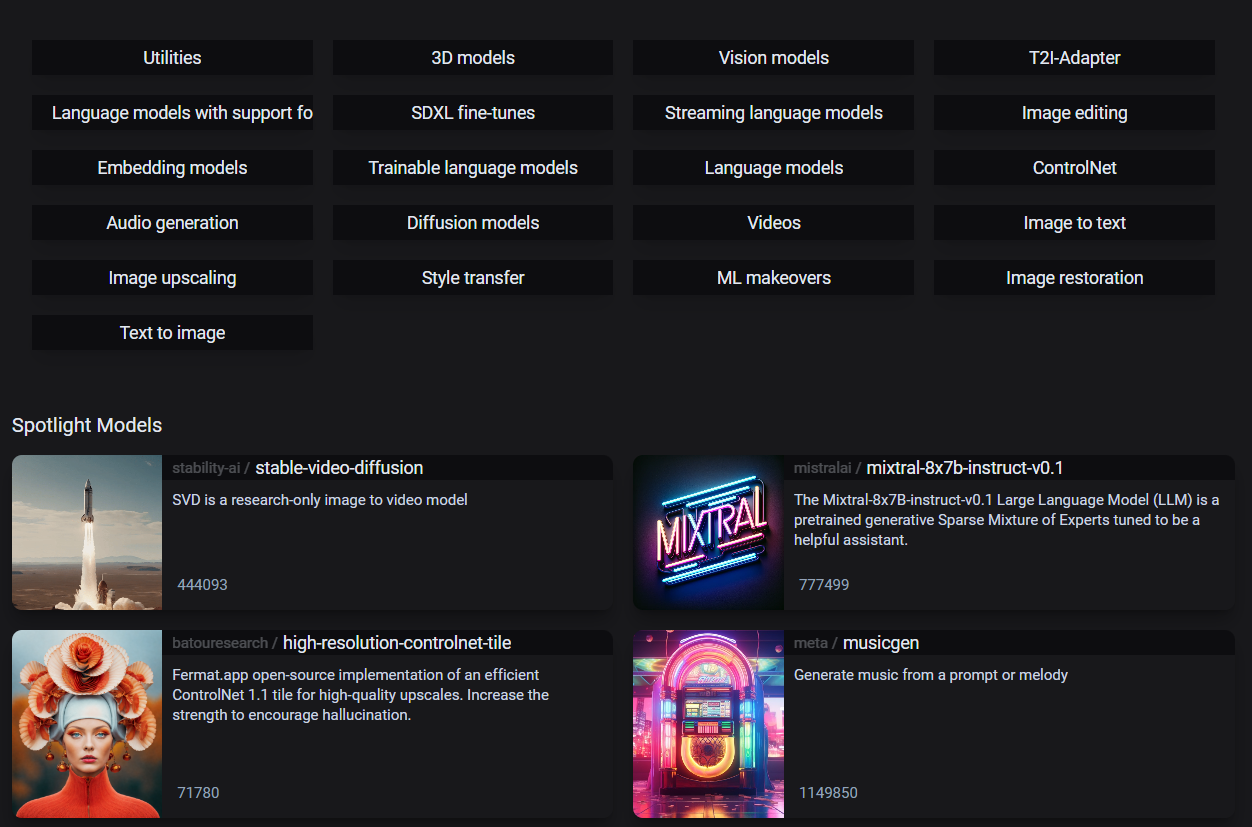 Utilities
3D models
Vision models
T2I-Adapter
Language models with support fo
SDXL fine-tunes
Streaming language models
Image editing
Embedding models
Trainable language models
Language models
ControlNet
Audio generation
Diffusion models
Videos
Image to text
Image upscaling
Style transfer
ML makeovers
Image restoration
Text to image
Spotlight Models
stability-ai / stable-video-diffusion
SVD is a research-only image to video model
444093
MIXTRAL
mistralai / mixtral-8x7b-instruct-v0.1
The Mixtral-8x7B-instruct-v0.1 Large Language Model (LLM) is a
pretrained generative Sparse Mixture of Experts tuned to be a
helpful assistant.
777499
batouresearch / high-resolution-controlnet-tile
Fermat.app open-source implementation of an efficient
ControlNet 1.1 tile for high-quality upscales. Increase the
strength to encourage hallucination.
71780
meta / musicgen
Generate music from a prompt or melody
1149850